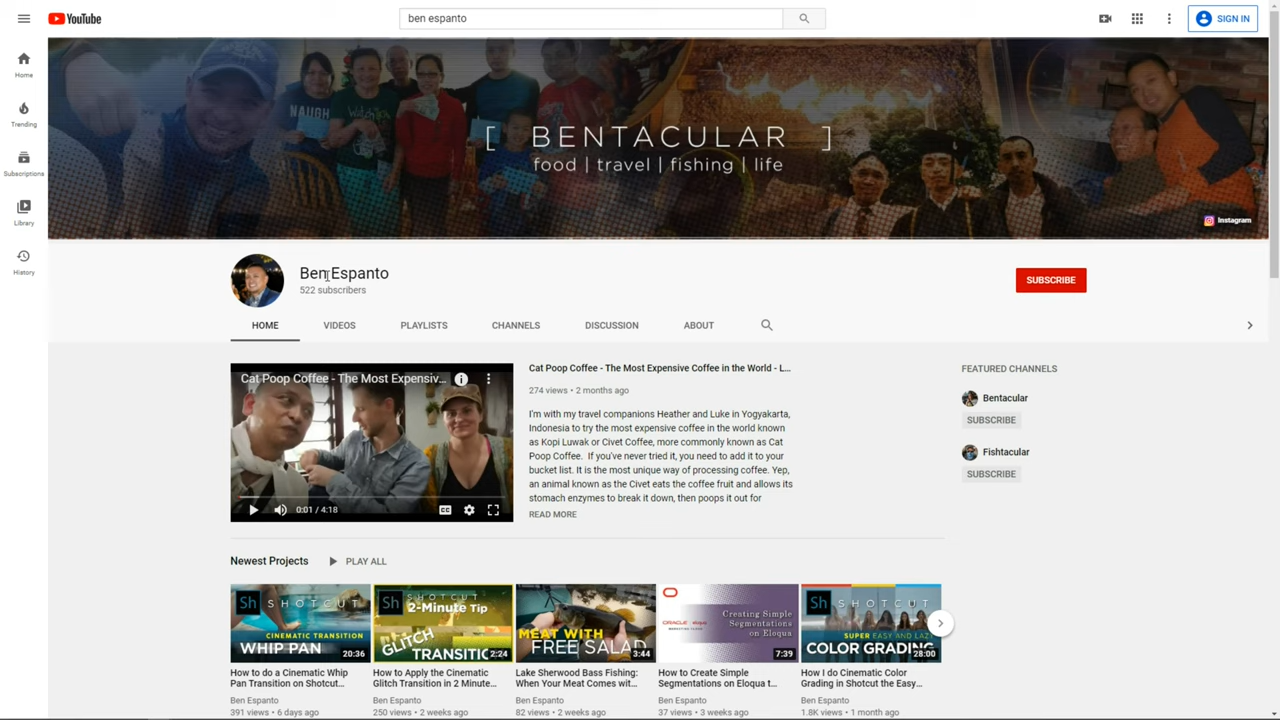 YouTube
ben espanto
SIGN IN
Home
Trending
Subscriptions
Library
History
NAUGH
[ BENTACULAR ]
food | travel | fishing | life
Instagram
Ben Espanto
522 subscribers
SUBSCRIBE
HOME VIDEOS PLAYLISTS CHANNELS DISCUSSION ABOUT
Cat Poop Coffee - The Most Expensiv...
0:01 / 4:18
CC
Cat Poop Coffee - The Most Expensive Coffee in the World - L...
274 views • 2 months ago
I'm with my travel companions Heather and Luke in Yogyakarta,
Indonesia to try the most expensive coffee in the world known
as Kopi Luwak or Civet Coffee, more commonly known as Cat
Poop Coffee. If you've never tried it, you need to add it to your
bucket list. It is the most unique way of processing coffee. Yep,
an animal known as the Civet eats the coffee fruit and allows its
stomach enzymes to break it down, then poops it out for
READ MORE
FEATURED CHANNELS
Bentacular
SUBSCRIBE
Fishtacular
SUBSCRIBE
Newest Projects PLAY ALL
Sh SHOTCUT
CINEMATIC TRANSITION
WHIP PAN
20:36
How to do a Cinematic Whip
Pan Transition on Shotcut...
Ben Espanto
391 views • 6 days ago
Sh SHOTCUT
2-Minute Tip
GLITCH
TRANSITIC
2:24
How to Apply the Cinematic
Glitch Transition in 2 Minute...
Ben Espanto
250 views • 2 weeks ago
MEAT WITH
FREE SALAD
3:44
Lake Sherwood Bass Fishing:
When Your Meat Comes wit...
Ben Espanto
82 views • 2 weeks ago
Creating Simple
Segmentations
on Eloqua
7:39
How to Create Simple
Segmentations on Eloqua t...
Ben Espanto
37 views • 3 weeks ago
Sh SHOTCUT
SUPER EASY AND LAZY
COLOR GRADING
28:00
How I do Cinematic Color
Grading in Shotcut the Easy...
Ben Espanto
1.8K views • 1 month ago